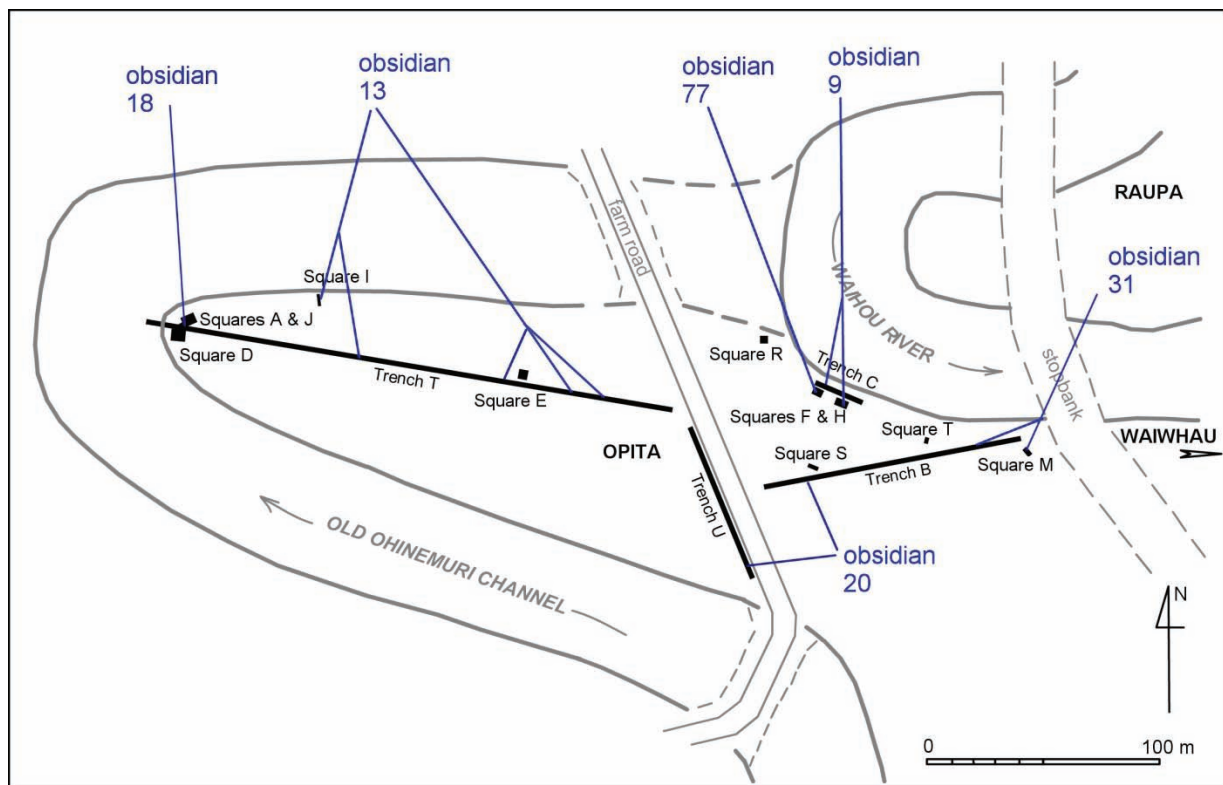 obsidian
18
obsidian
13
obsidian
77
obsidian
9
RAUPA
farm road
Square I
obsidian
31
WAIHOU RIVER
Squares A & J
Square D
Square R
stopbank
Trench T
Trench C
Square E
Squares F & H
Square T
WAIWHAU
OPITA
Square S
Square M
Trench B
Trench U
OLD OHINEMURI CHANNEL
obsidian
20
N
0
100 m